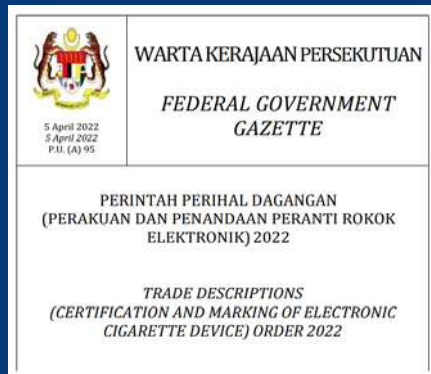 WARTA KERAJAAN PERSEKUTUAN
FEDERAL GOVERNMENT
GAZETTE
5 April 2022
5 April 2022
P.U. (A) 95
PERINTAH PERIHAL DAGANGAN
(PERAKUAN DAN PENANDAAN PERANTI ROKOK
ELEKTRONIK) 2022
TRADE DESCRIPTIONS
(CERTIFICATION AND MARKING OF ELECTRONIC
CIGARETTE DEVICE) ORDER 2022